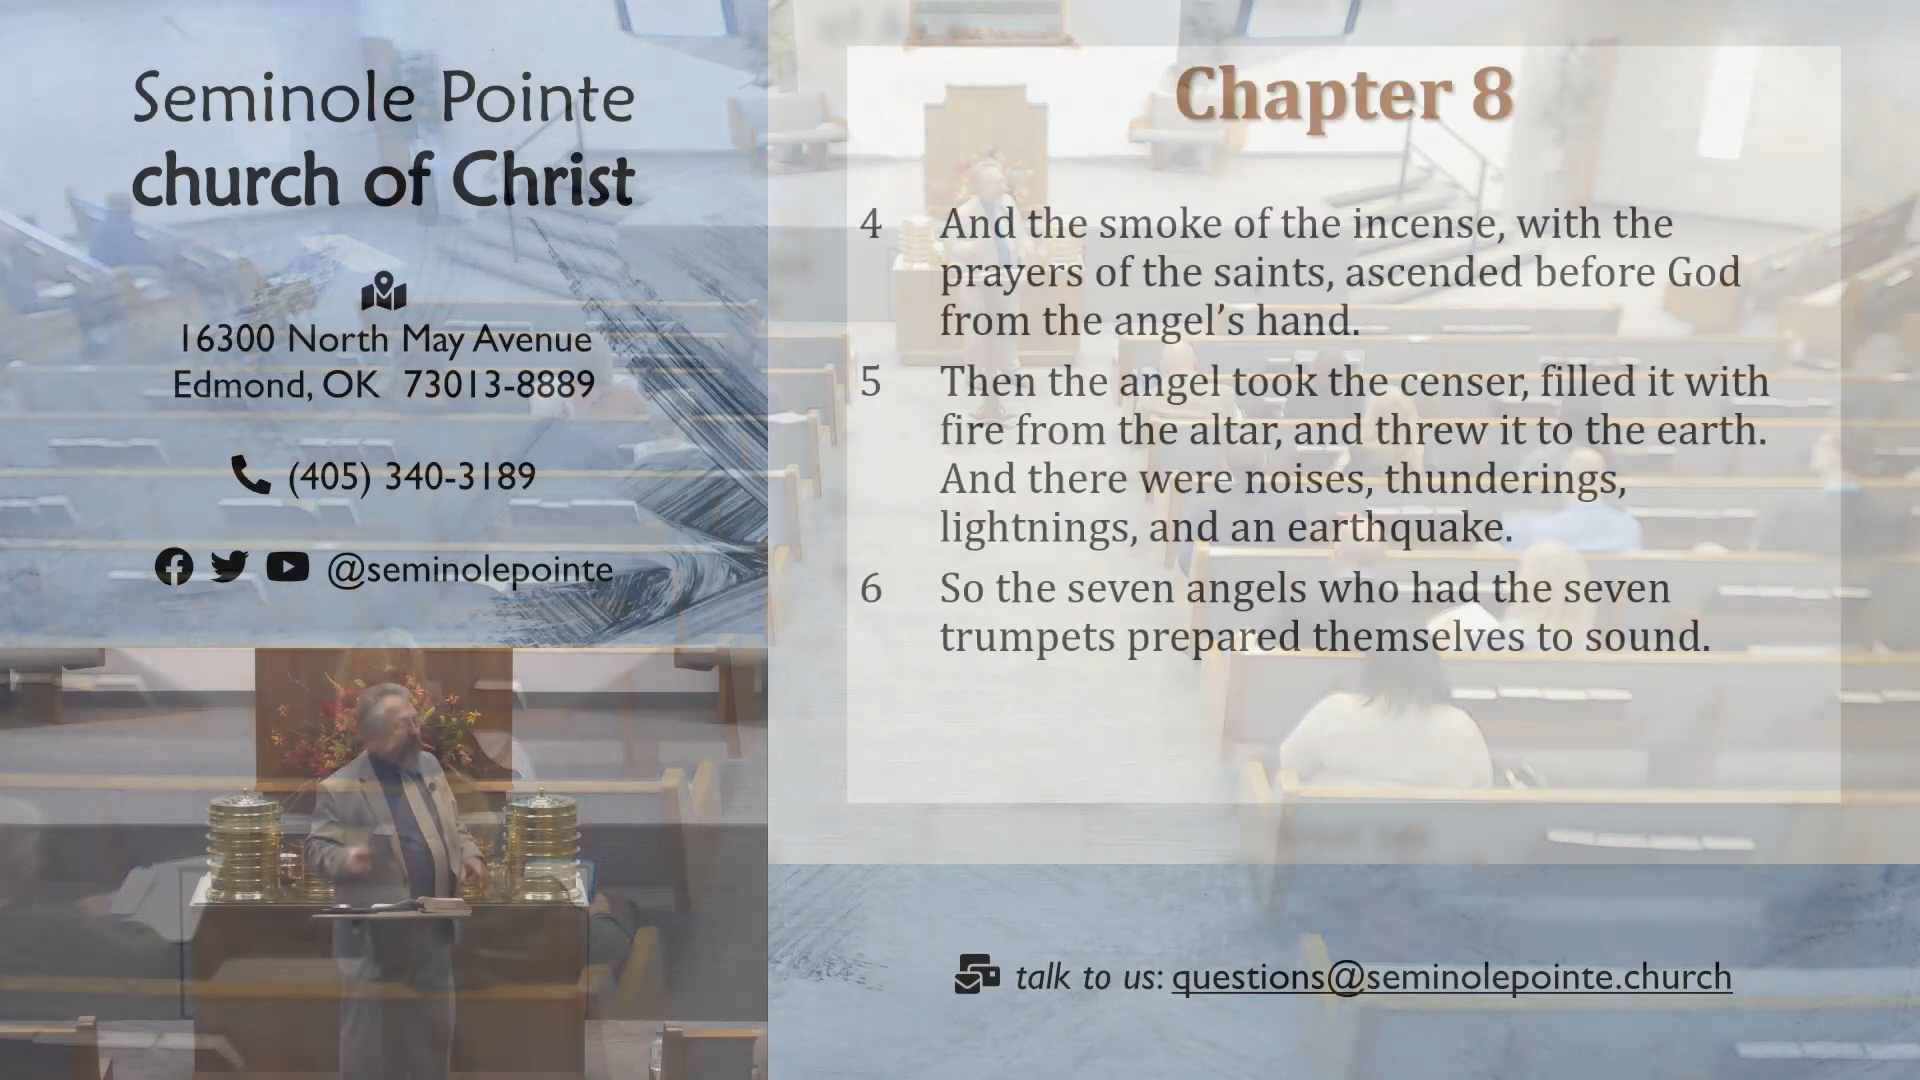 Seminole Pointe
church of Christ
16300 North May Avenue
Edmond, OK 73013-8889
(405) 340-3189
@seminolepointe
Chapter 8
4 And the smoke of the incense, with the
prayers of the saints, ascended before God
from the angel’s hand.
5 Then the angel took the censer, filled it with
fire from the altar, and threw it to the earth.
And there were noises, thunderings,
lightnings, and an earthquake.
6 So the seven angels who had the seven
trumpets prepared themselves to sound.
talk to us: questions@seminolepointe.church